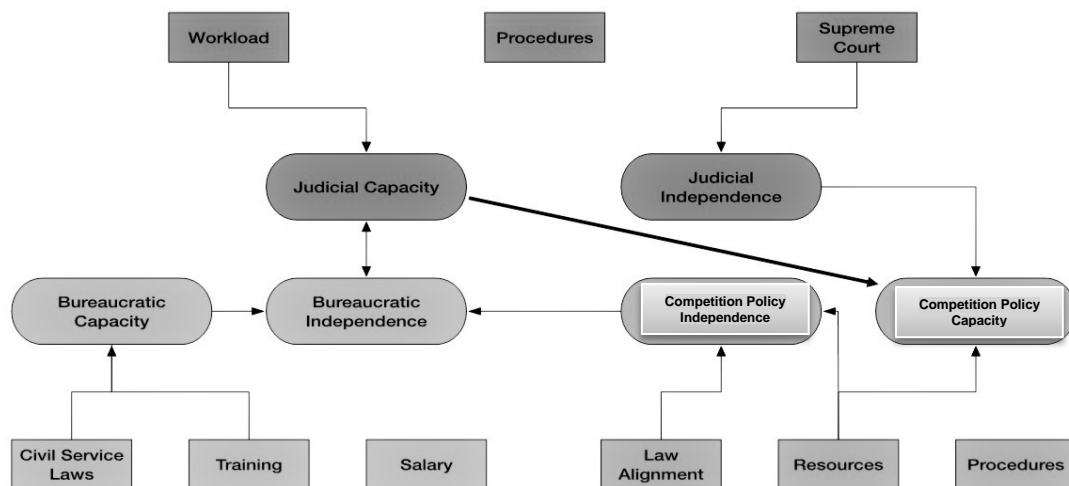 Workload
Procedures
Supreme
Court
Judicial Capacity
Judicial
Independence
Bureaucratic
Capacity
Bureaucratic
Independence
Competition Policy
Independence
Competition Policy
Capacity
Civil Service
Laws
Training
Salary
Law
Alignment
Resources
Procedures